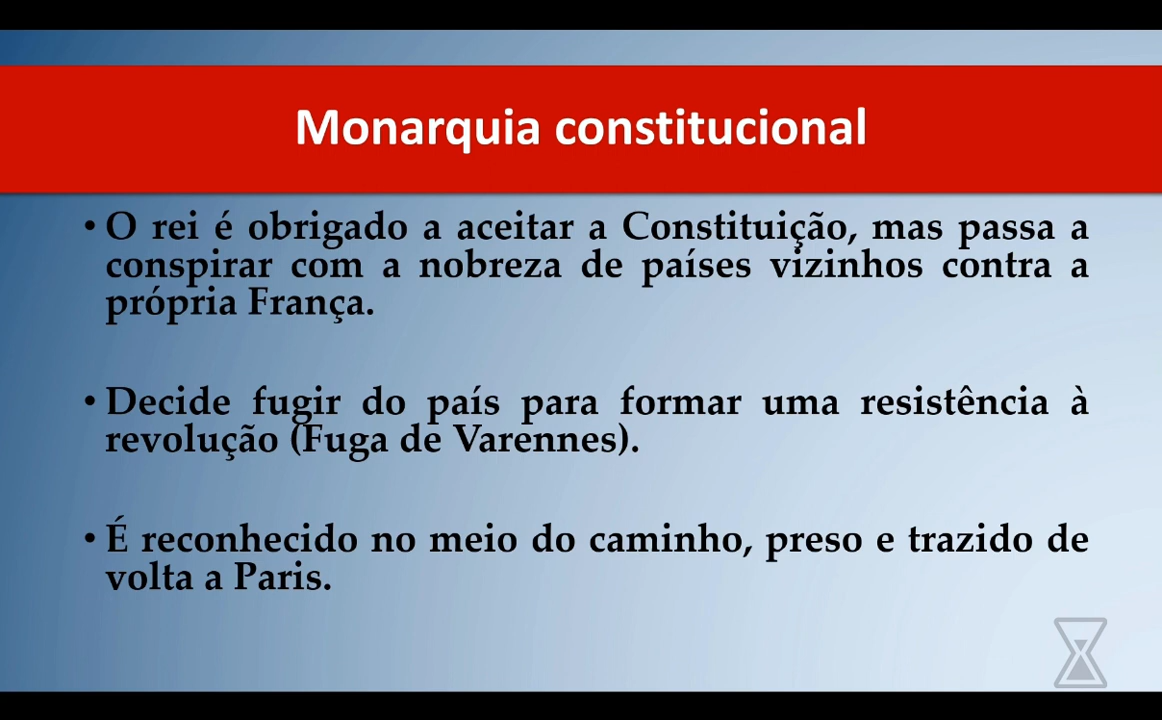 Monarquia constitucional
• O rei é obrigado a aceitar a Constituição, mas passa a
conspirar com a nobreza de países vizinhos contra a
própria França.
• Decide fugir do país para formar uma resistência à
revolução (Fuga de Varennes).
• É reconhecido no meio do caminho, preso e trazido de
volta a Paris.